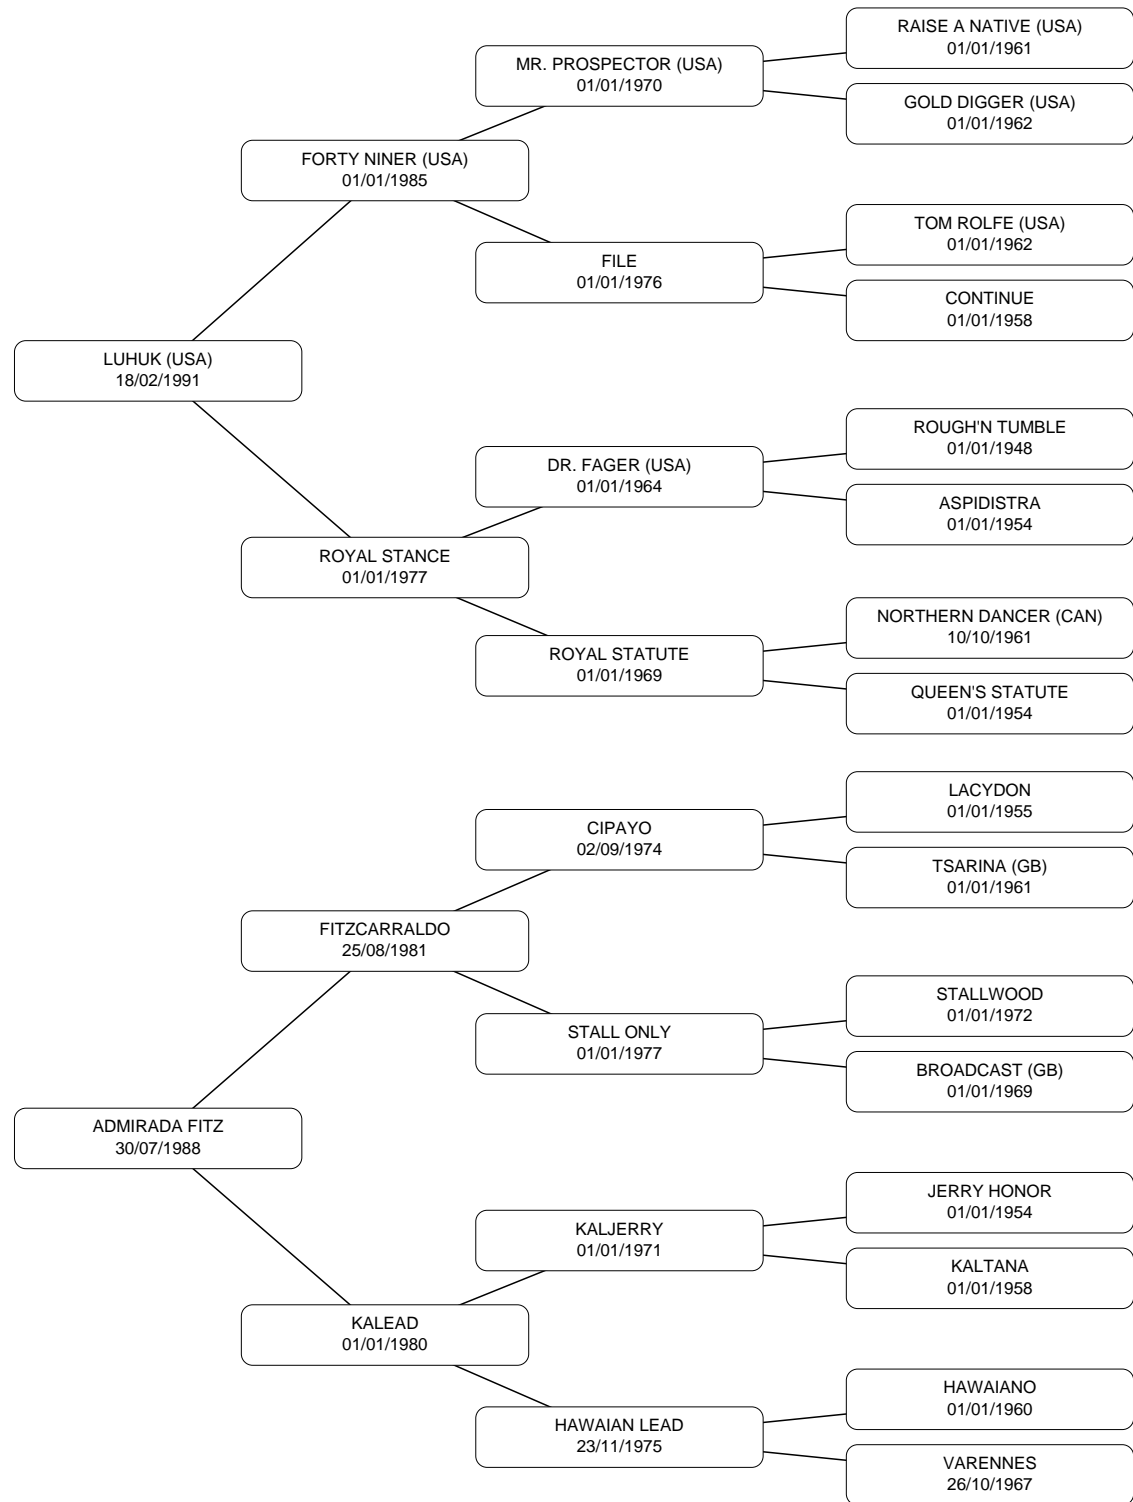 RAISE A NATIVE (USA)
01/01/1961
MR. PROSPECTOR (USA)
01/01/1970
GOLD DIGGER (USA)
01/01/1962
FORTY NINER (USA)
01/01/1985
TOM ROLFE (USA)
01/01/1962
FILE
01/01/1976
CONTINUE
01/01/1958
LUHUK (USA)
18/02/1991
ROUGH'N TUMBLE
01/01/1948
DR. FAGER (USA)
01/01/1964
ASPIDISTRA
01/01/1954
ROYAL STANCE
01/01/1977
NORTHERN DANCER (CAN)
10/10/1961
ROYAL STATUTE
01/01/1969
QUEEN'S STATUTE
01/01/1954
LACYDON
01/01/1955
CIPAYO
02/09/1974
TSARINA (GB)
01/01/1961
FITZCARRALDO
25/08/1981
STALLWOOD
01/01/1972
STALL ONLY
01/01/1977
BROADCAST (GB)
01/01/1969
ADMIRADA FITZ
30/07/1988
JERRY HONOR
01/01/1954
KALJERRY
01/01/1971
KALTANA
01/01/1958
KALEAD
01/01/1980
HAWAIANO
01/01/1960
HAWAIAN LEAD
23/11/1975
VARENNES
26/10/1967